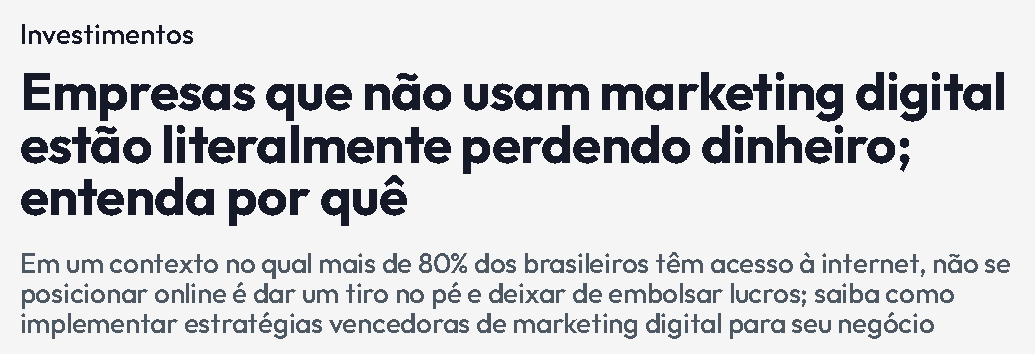 Investimentos
Empresas que não usam marketing digital
estão literalmente perdendo dinheiro;
entenda por quê
Em um contexto no qual mais de 80% dos brasileiros têm acesso à internet, não se
posicionar online é dar um tiro no pé e deixar de embolsar lucros; saiba como
implementar estratégias vencedoras de marketing digital para seu negócio